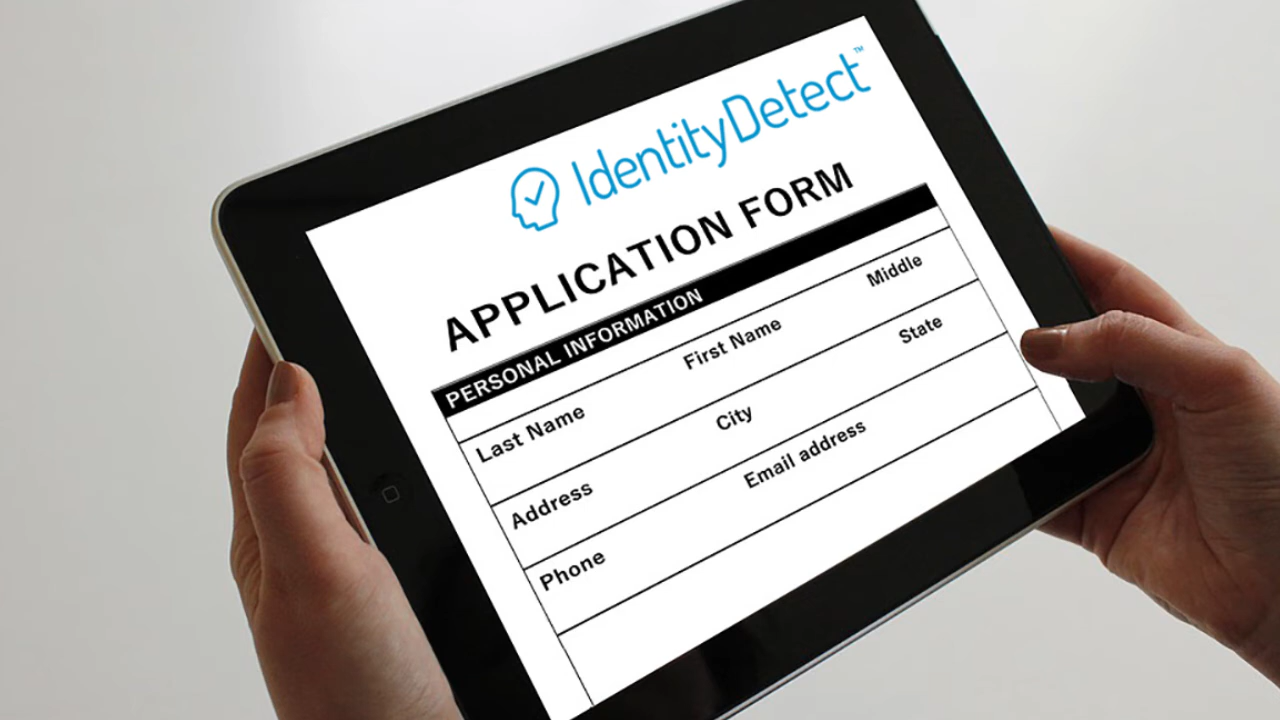 IdentityDetect™
APPLICATION FORM
PERSONAL INFORMATION
Last Name First Name Middle
Address City State
Phone Email address